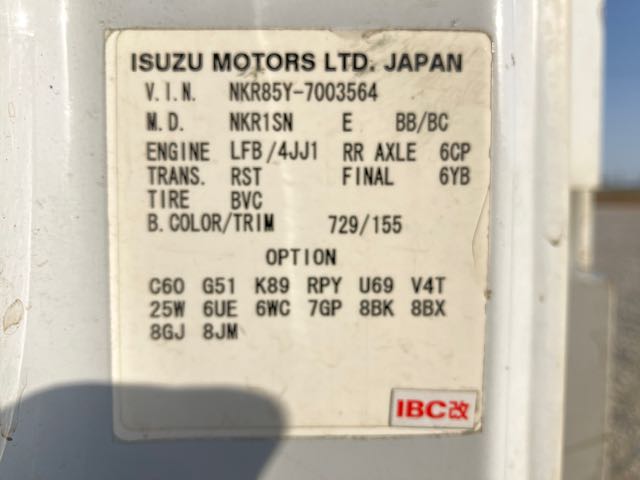 ISUZU MOTORS LTD. JAPAN
V.I.N. NKR85Y-7003564
M.D. NKR1SN E BB/BC
ENGINE LFB/4JJ1 RR AXLE 6CP
TRANS. RST FINAL 6YB
TIRE BVC
B.COLOR/TRIM 729/155
OPTION
C60 G51 K89 RPY U69 V4T
25W 6UE 6WC 7GP 8BK 8BX
8GJ 8JM
IBC改